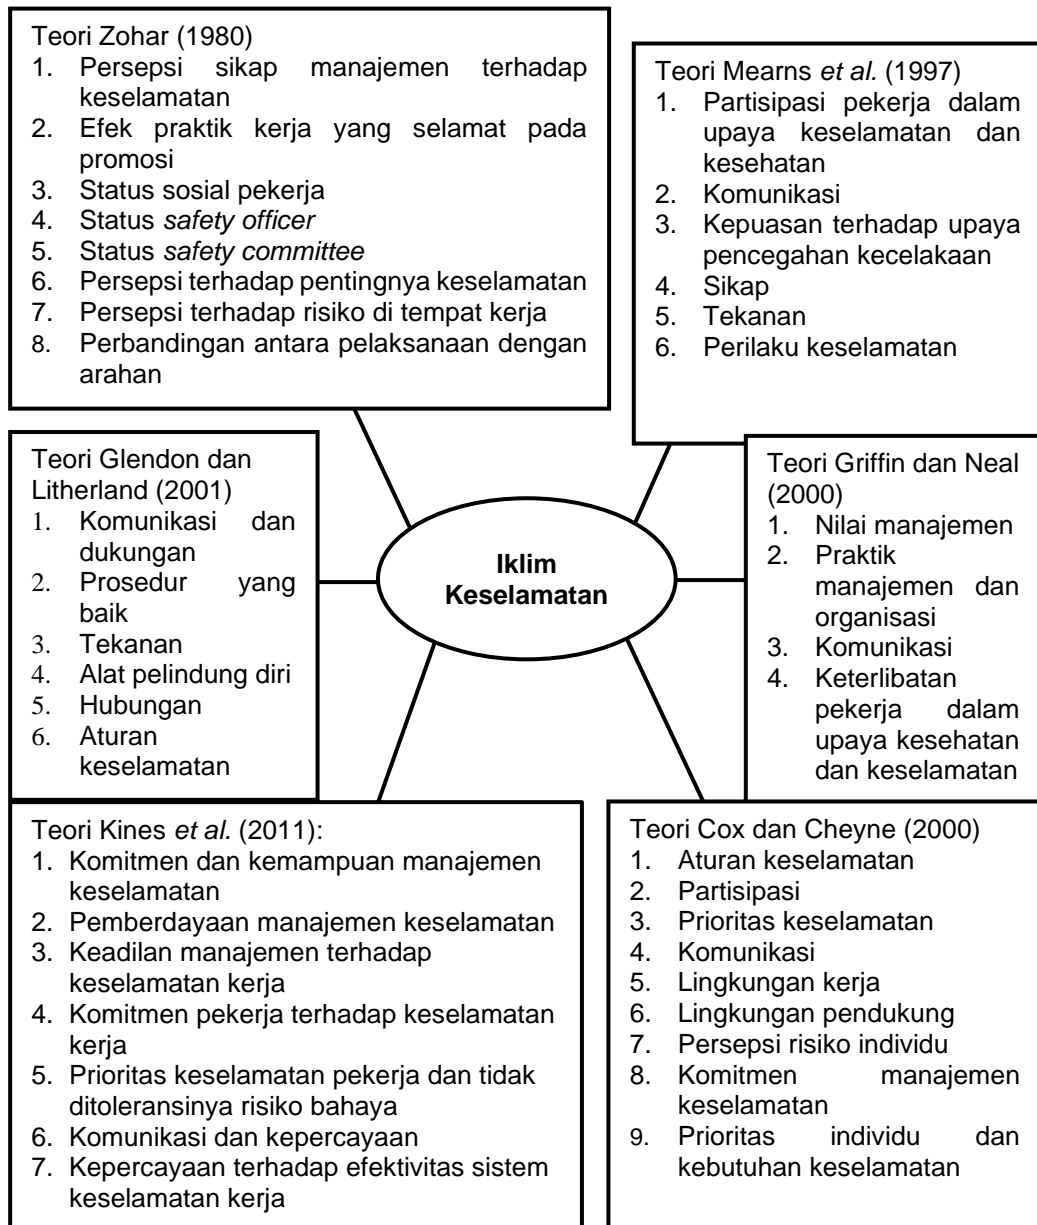 Teori Zohar (1980)
1. Persepsi sikap manajemen terhadap
keselamatan
2. Efek praktik kerja yang selamat pada
promosi
3. Status sosial pekerja
4. Status safety officer
5. Status safety committee
6. Persepsi terhadap pentingnya keselamatan
7. Persepsi terhadap risiko di tempat kerja
8. Perbandingan antara pelaksanaan dengan
arahan
Teori Mearns et al. (1997)
1. Partisipasi pekerja dalam
upaya keselamatan dan
kesehatan
2. Komunikasi
3. Kepuasan terhadap upaya
pencegahan kecelakaan
4. Sikap
5. Tekanan
6. Perilaku keselamatan
Teori Glendon dan
Litherland (2001)
1. Komunikasi dan
dukungan
2. Prosedur yang
baik
3. Tekanan
4. Alat pelindung diri
5. Hubungan
6. Aturan
keselamatan
Iklim
Keselamatan
Teori Griffin dan Neal
(2000)
1. Nilai manajemen
2. Praktik
manajemen dan
organisasi
3. Komunikasi
4. Keterlibatan
pekerja dalam
upaya kesehatan
dan keselamatan
Teori Kines et al. (2011):
1. Komitmen dan kemampuan manajemen
keselamatan
2. Pemberdayaan manajemen keselamatan
3. Keadilan manajemen terhadap
keselamatan kerja
4. Komitmen pekerja terhadap keselamatan
kerja
5. Prioritas keselamatan pekerja dan tidak
ditoleransinya risiko bahaya
6. Komunikasi dan kepercayaan
7. Kepercayaan terhadap efektivitas sistem
keselamatan kerja
Teori Cox dan Cheyne (2000)
1. Aturan keselamatan
2. Partisipasi
3. Prioritas keselamatan
4. Komunikasi
5. Lingkungan kerja
6. Lingkungan pendukung
7. Persepsi risiko individu
8. Komitmen manajemen
keselamatan
9. Prioritas individu dan
kebutuhan keselamatan